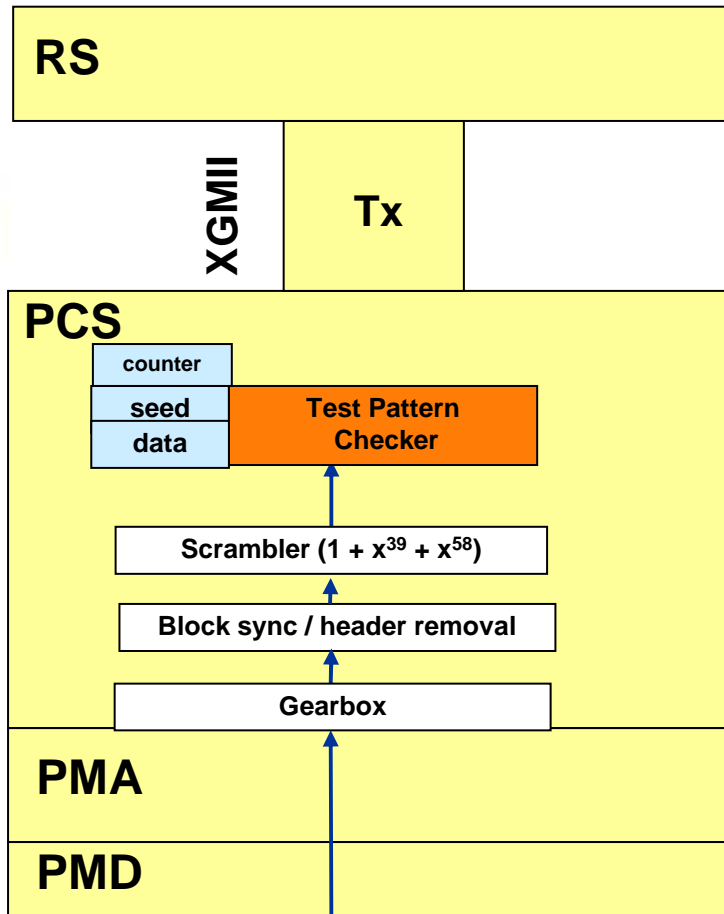 RS
XGMII
Tx
PCS
counter
seed
data
Test Pattern
Checker
Scrambler (1 + x³⁹ + x⁵⁸)
Block sync / header removal
Gearbox
PMA
PMD